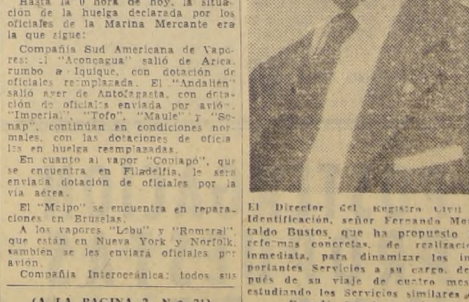 Hasta la 0 hora de hoy, la situa-
ción de la huelga declarada por los
oficiales de la Marina Mercante era
la que sigue:
Compañía Sud Americana de Vapo-
res: El "Aconcagua" salió de Arica
rumbo a Iquique, con dotación de
oficiales reemplazada. El "Andalién"
salió ayer de Antofagasta, con dota-
ción de oficiales enviada por avión.
"Imperial", "Tofo", "Maule" y
continúan en condiciones nor-
males, con las dotaciones de oficia
les en huelga reemplazadas.
En cuanto al vapor "Copiapó", que
se encuentra en Filadelfia, le será
enviada dotación de oficiales por la
vía aérea.
El "Maipo" se encuentra en repara-
ciones en Bruselas.
A los vapores "Lebu" y "Romeral",
que están en Nueva York y Norfolk,
también se les enviará oficiales por
avión.
Compañía Interoceánica: todos sus
(A LA PAGINA 2
El Director del Registro Civil
Identificación, señor Fernando
taldo Bustos, que ha propuesto
reformas concretas, de realización
inmediata, para dinamizar los im
portantes Servicios a su cargo, des
pués de su viaje de cuatro
estudiando los Servicios similares